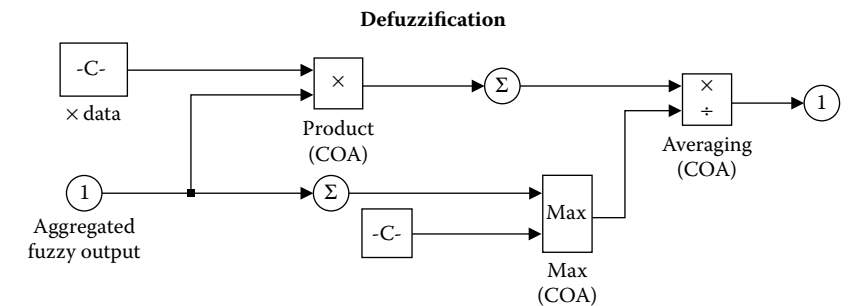 Defuzzification
-C-
× data
×
Product
(COA)
Σ
×
÷
Averaging
(COA)
1
1
Aggregated
fuzzy output
Σ
-C-
Max
Max
(COA)